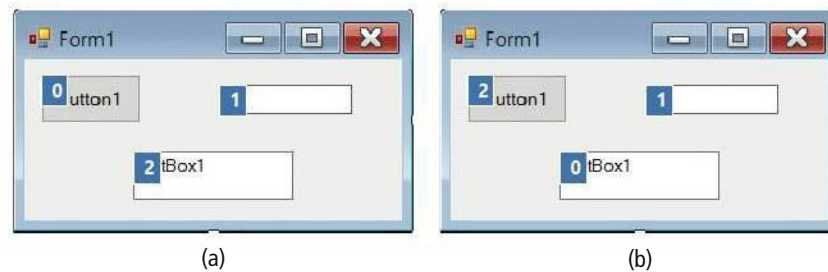 Form1
0 utton1 1
2 tBox1
(a)
Form1
2 utton1 1
0 tBox1
(b)